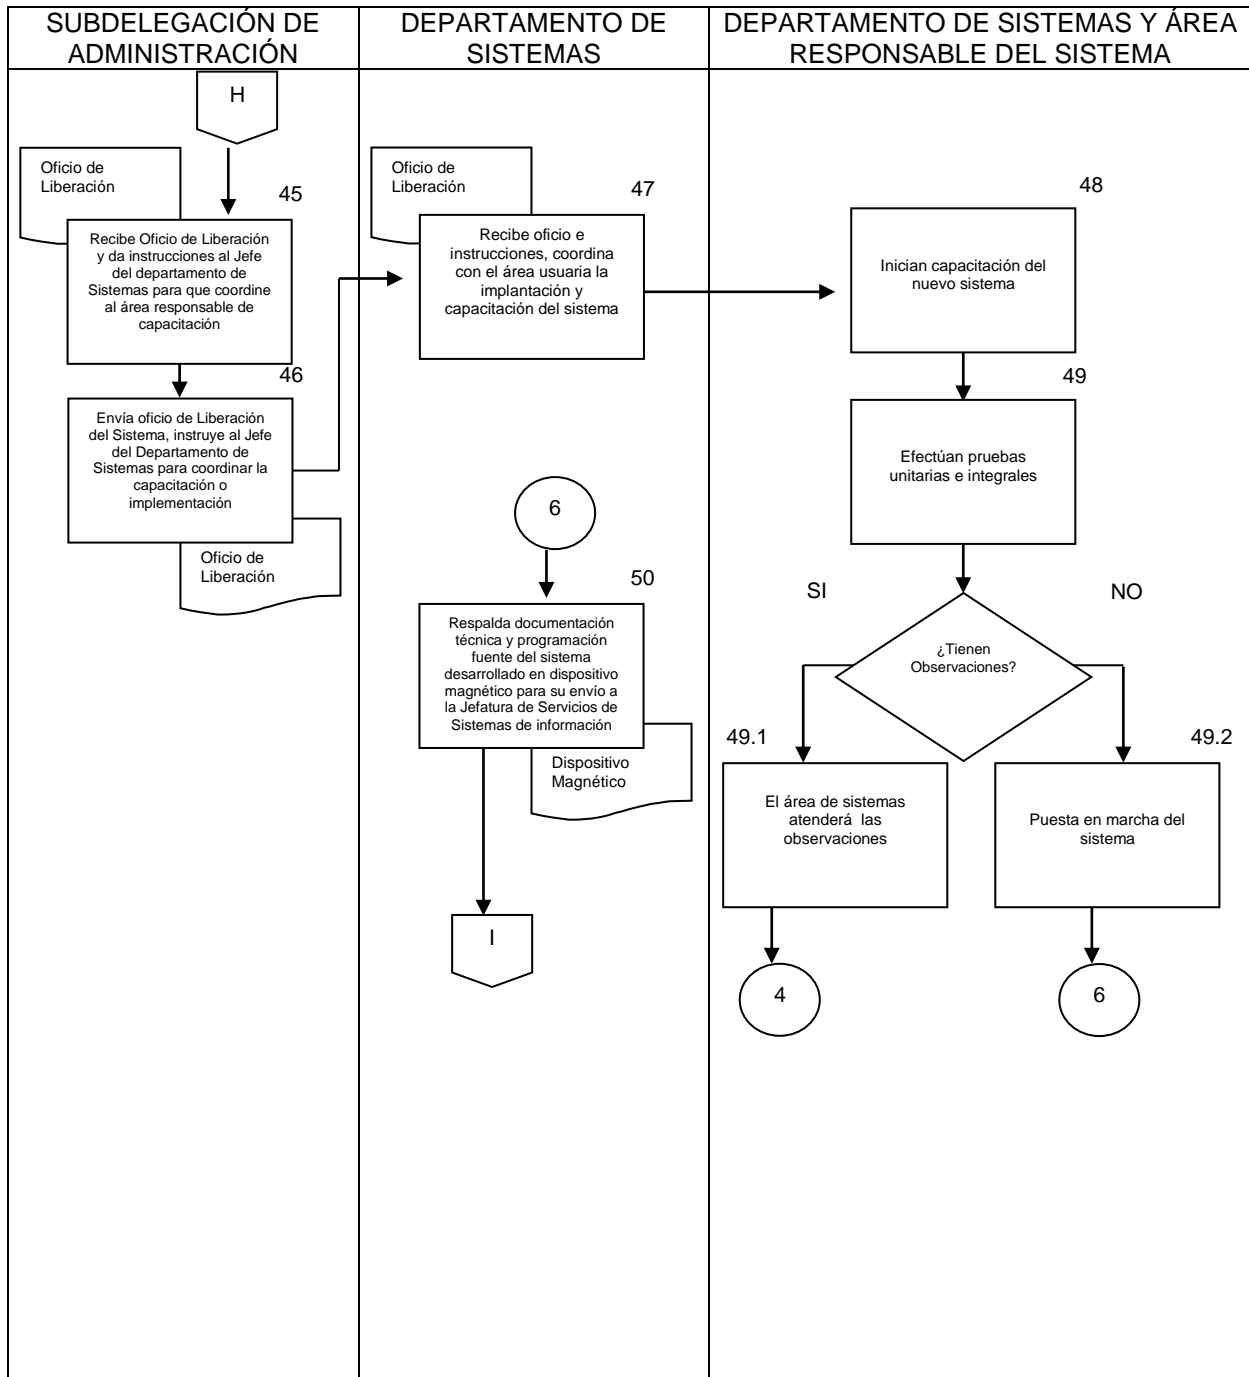 SUBDELEGACIÓN DE
ADMINISTRACIÓN
DEPARTAMENTO DE
SISTEMAS
DEPARTAMENTO DE SISTEMAS Y ÁREA
RESPONSABLE DEL SISTEMA
H
Oficio de
Liberación
45
Recibe Oficio de Liberación
y da instrucciones al Jefe
del departamento de
Sistemas para que coordine
al área responsable de
capacitación
46
Envía oficio de Liberación
del Sistema, instruye al Jefe
del Departamento de
Sistemas para coordinar la
capacitación o
implementación
Oficio de
Liberación
Oficio de
Liberación
47
Recibe oficio e
instrucciones, coordina
con el área usuaria la
implantación y
capacitación del sistema
6
50
Respalda documentación
técnica y programación
fuente del sistema
desarrollado en dispositivo
magnético para su envío a
la Jefatura de Servicios de
Sistemas de información
Dispositivo
Magnético
I
48
Inician capacitación del
nuevo sistema
49
Efectúan pruebas
unitarias e integrales
SI
NO
¿Tienen
Observaciones?
49.1
El área de sistemas
atenderá las
observaciones
49.2
Puesta en marcha del
sistema
4
6